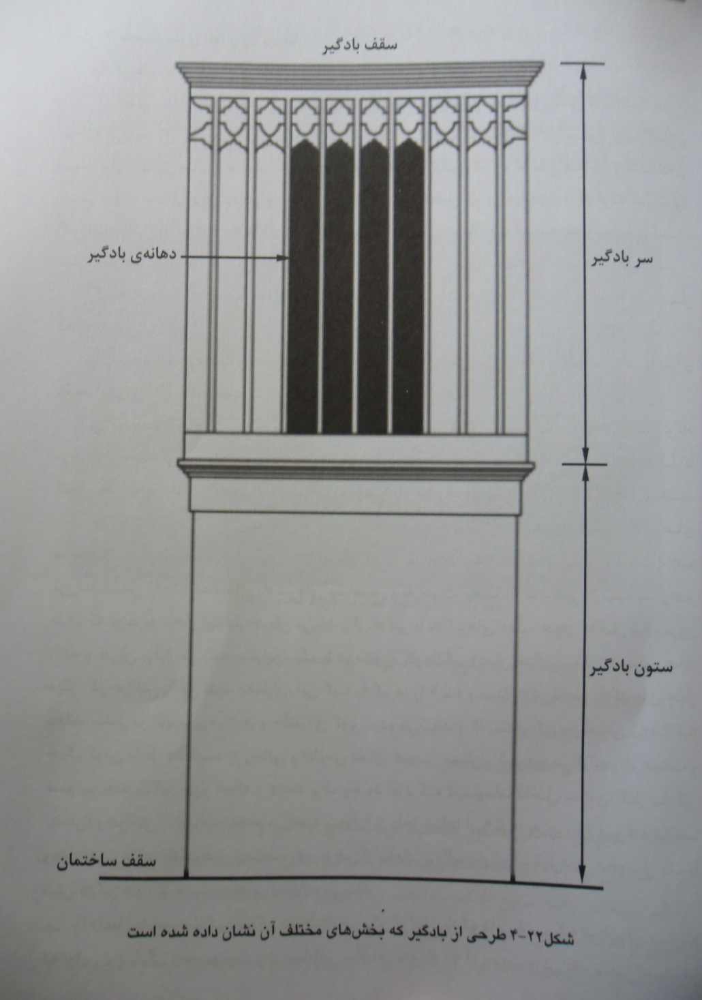 سقف بادگیر
دهانه‌ی بادگیر
سر بادگیر
ستون بادگیر
سقف ساختمان
شکل۲۲-۴ طرحی از بادگیر که بخش‌های مختلف آن نشان داده شده است